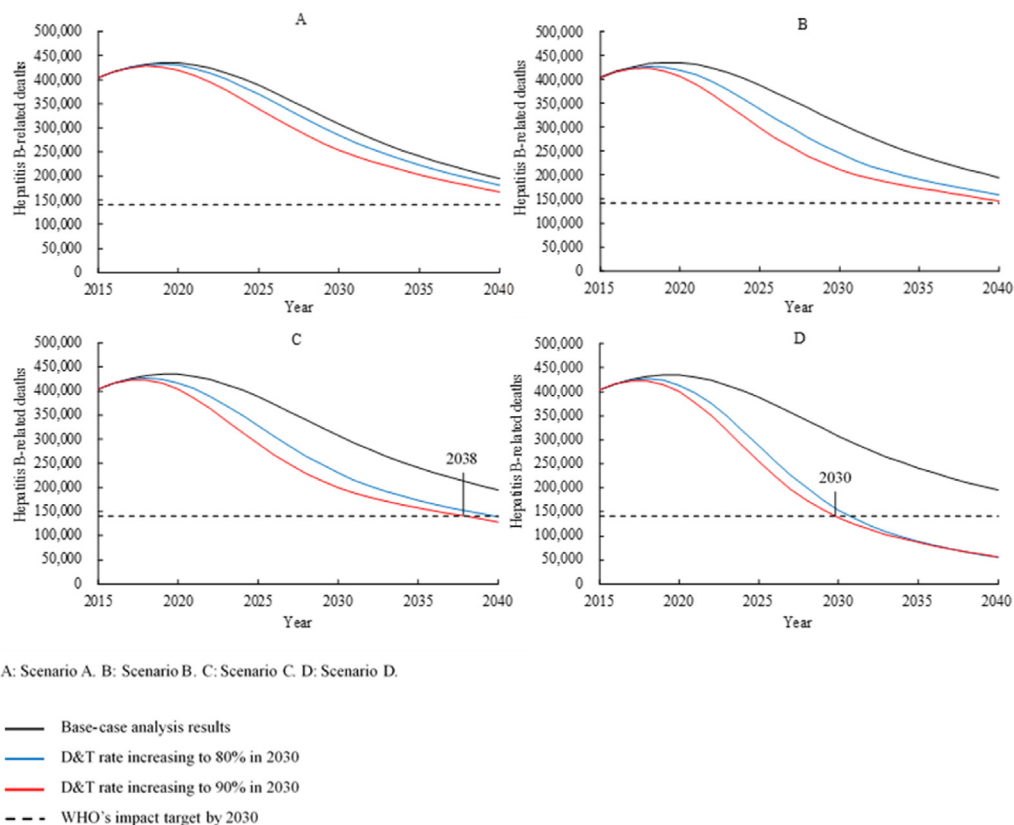 A
500,000
450,000
400,000
350,000
300,000
250,000
200,000
150,000
100,000
50,000
0
Hepatitis B-related deaths
2015 2020 2025 2030 2035 2040
Year
B
500,000
450,000
400,000
350,000
300,000
250,000
200,000
150,000
100,000
50,000
0
Hepatitis B-related deaths
2015 2020 2025 2030 2035 2040
Year
C
500,000
450,000
400,000
350,000
300,000
250,000
200,000
150,000
100,000
50,000
0
Hepatitis B-related deaths
2038
2015 2020 2025 2030 2035 2040
Year
D
500,000
450,000
400,000
350,000
300,000
250,000
200,000
150,000
100,000
50,000
0
Hepatitis B-related deaths
2030
2015 2020 2025 2030 2035 2040
Year
A: Scenario A. B: Scenario B. C: Scenario C. D: Scenario D.
Base-case analysis results
D&T rate increasing to 80% in 2030
D&T rate increasing to 90% in 2030
WHO's impact target by 2030